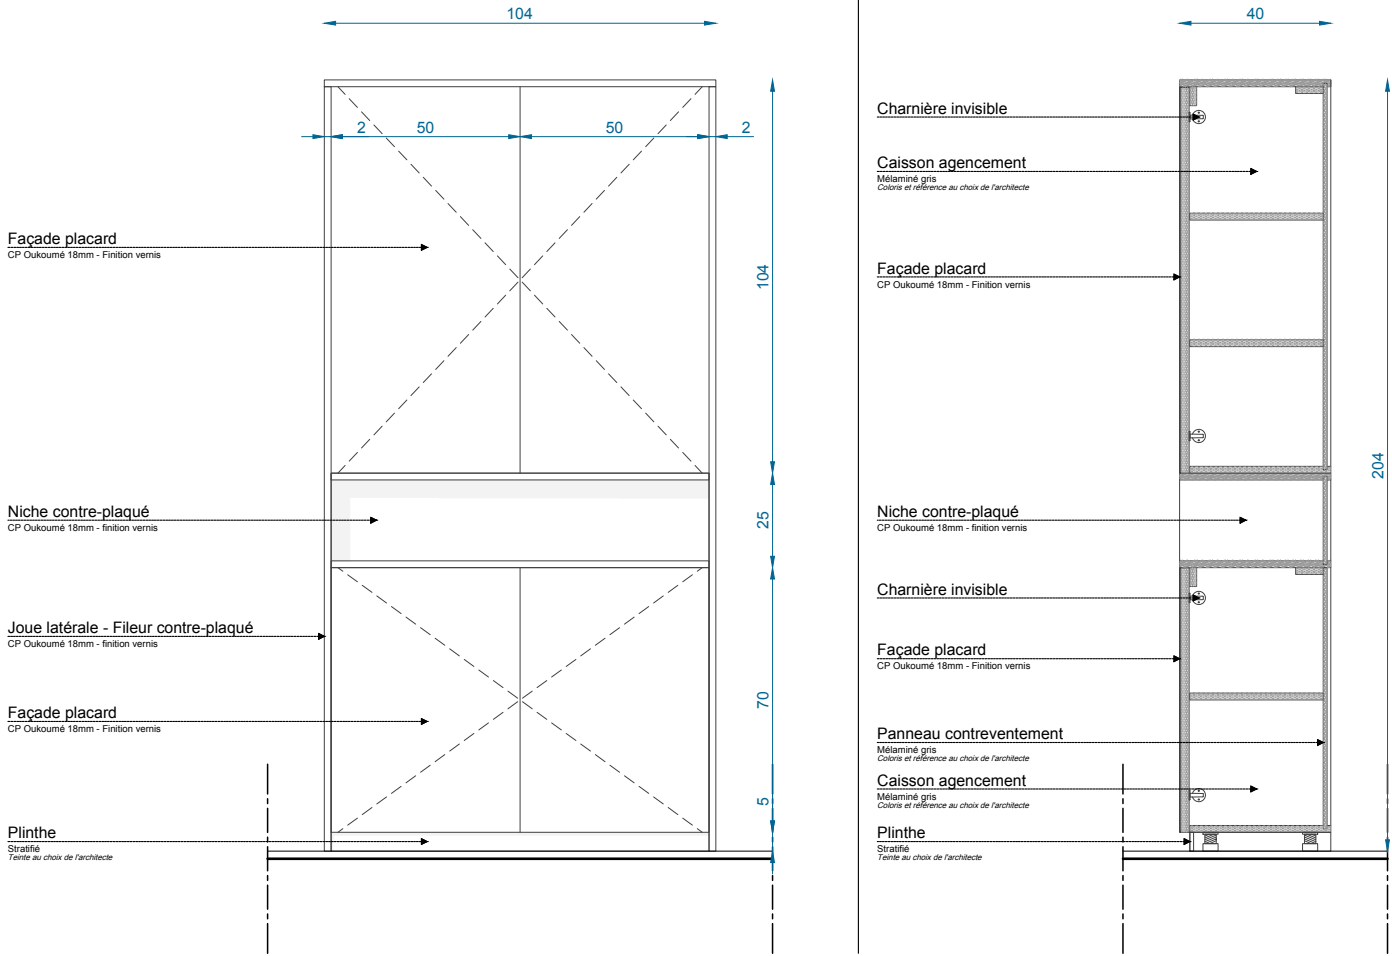 104
2
50
50
2
Façade placard
CP Oukoumé 18mm - Finition vernis
104
Niche contre-plaqué
CP Oukoumé 18mm - finition vernis
25
Joue latérale - Fileur contre-plaqué
CP Oukoumé 18mm - finition vernis
Façade placard
CP Oukoumé 18mm - Finition vernis
70
5
Plinthe
Stratifié
Teinte au choix de l'architecte
40
Charnière invisible
Caisson agencement
Mélaminé gris
Coloris et référence au choix de l'architecte
Façade placard
CP Oukoumé 18mm - Finition vernis
204
Niche contre-plaqué
CP Oukoumé 18mm - finition vernis
Charnière invisible
Façade placard
CP Oukoumé 18mm - Finition vernis
Panneau contreventement
Mélaminé gris
Coloris et référence au choix de l'architecte
Caisson agencement
Mélaminé gris
Coloris et référence au choix de l'architecte
Plinthe
Stratifié
Teinte au choix de l'architecte